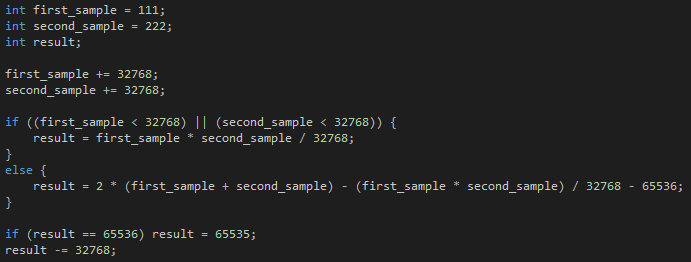 int first_sample = 111;
int second_sample = 222;
int result;

first_sample += 32768;
second_sample += 32768;

if ((first_sample < 32768) || (second_sample < 32768)) {
    result = first_sample * second_sample / 32768;
}
else {
    result = 2 * (first_sample + second_sample) - (first_sample * second_sample) / 32768 - 65536;
}

if (result == 65536) result = 65535;
result -= 32768;